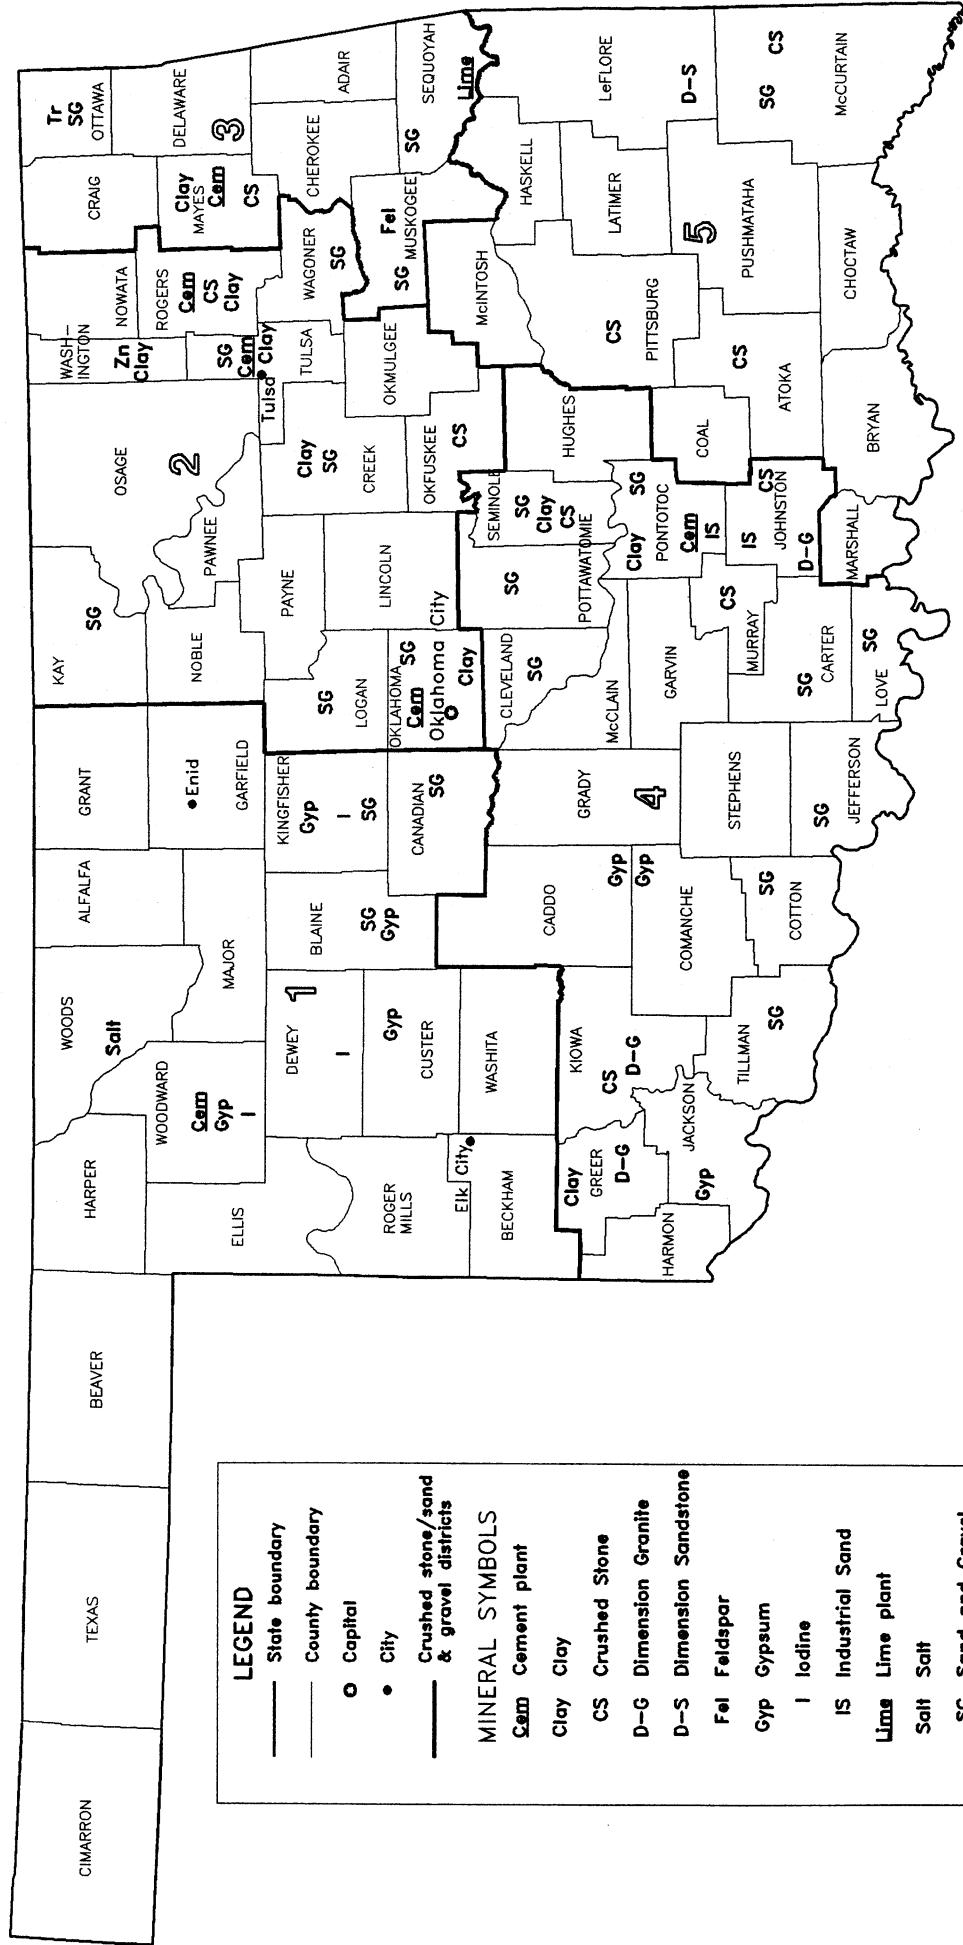 CIMARRON
TEXAS
BEAVER
HARPER
WOODS
Salt
ALFALFA
GRANT
KAY
SG
OSAGE
2
WASH-
INGTON
Zn
Clay
NOWATA
CRAIG
Tr
SG
OTTAWA
ELLIS
WOODWARD
Cem
Gyp
I
MAJOR
Enid
GARFIELD
NOBLE
PAWNEE
SG
Cem
Clay
Tulsa
TULSA
ROGERS
Cem
CS
Clay
Clay
MAYES
Cem
CS
DELAWARE
3
ROGER
MILLS
DEWEY
1
I
BLAINE
SG
Gyp
KINGFISHER
Gyp
I
SG
LOGAN
SG
PAYNE
Clay
SG
CREEK
WAGONER
SG
CHEROKEE
ADAIR
Elk City
BECKHAM
Gyp
CUSTER
WASHITA
CANADIAN
SG
OKLAHOMA
SG
Cem
Oklahoma City
Clay
LINCOLN
OKFUSKEE
CS
OKMULGEE
Fel
MUSKOGEE
SG
SG
SEQUOYAH
Lime
CADDO
Gyp
GRADY
4
CLEVELAND
SG
SG
POTTAWATOMIE
SEMINOLE
SG
Clay
CS
HUGHES
McINTOSH
HASKELL
HARMON
Clay
GREER
D-G
KIOWA
CS
D-G
Gyp
COMANCHE
McCLAIN
Clay
SG
PONTOTOC
Cem
IS
CS
PITTSBURG
LATIMER
LeFLORE
D-S
Gyp
JACKSON
TILLMAN
SG
SG
COTTON
STEPHENS
GARVIN
CS
MURRAY
IS
JOHNSTON
CS
D-G
COAL
CS
ATOKA
5
PUSHMATAHA
SG
CS
McCURTAIN
SG
JEFFERSON
SG
CARTER
SG
LOVE
MARSHALL
BRYAN
CHOCTAW
LEGEND
State boundary
County boundary
Capital
City
Crushed stone/sand
& gravel districts
MINERAL SYMBOLS
Cem Cement plant
Clay Clay
CS Crushed Stone
D-G Dimension Granite
D-S Dimension Sandstone
Fel Feldspar
Gyp Gypsum
I Iodine
IS Industrial Sand
Lime Lime plant
Salt Salt
SG Sand and Gravel